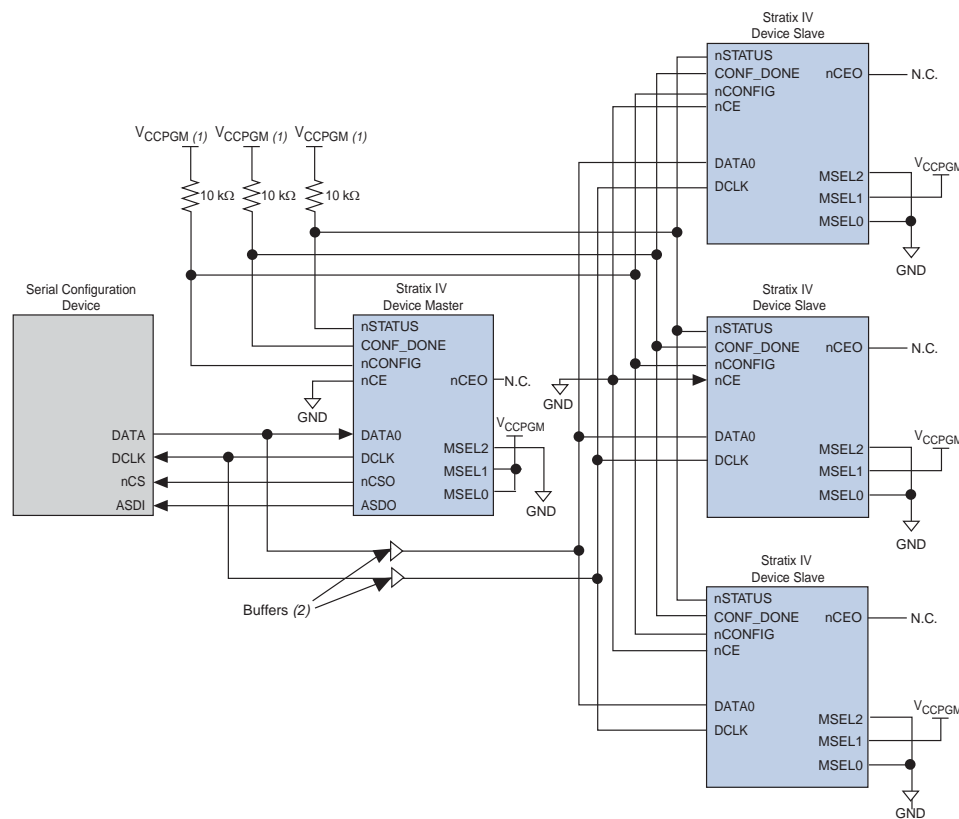 Stratix IV
Device Slave
nSTATUS
CONF_DONE
nCEO
N.C.
nCONFIG
nCE
DATA0
DCLK
MSEL2
MSEL1
MSEL0
VCCPGM
GND
VCCPGM (1)
VCCPGM (1)
VCCPGM (1)
10 kΩ
10 kΩ
10 kΩ
Serial Configuration
Device
DATA
DCLK
nCS
ASDI
Stratix IV
Device Master
nSTATUS
CONF_DONE
nCONFIG
nCE
nCEO
N.C.
GND
DATA0
DCLK
nCSO
ASDO
MSEL2
MSEL1
MSEL0
VCCPGM
GND
Buffers (2)
Stratix IV
Device Slave
nSTATUS
CONF_DONE
nCEO
N.C.
nCONFIG
nCE
GND
DATA0
DCLK
MSEL2
MSEL1
MSEL0
VCCPGM
GND
Stratix IV
Device Slave
nSTATUS
CONF_DONE
nCEO
N.C.
nCONFIG
nCE
DATA0
DCLK
MSEL2
MSEL1
MSEL0
VCCPGM
GND